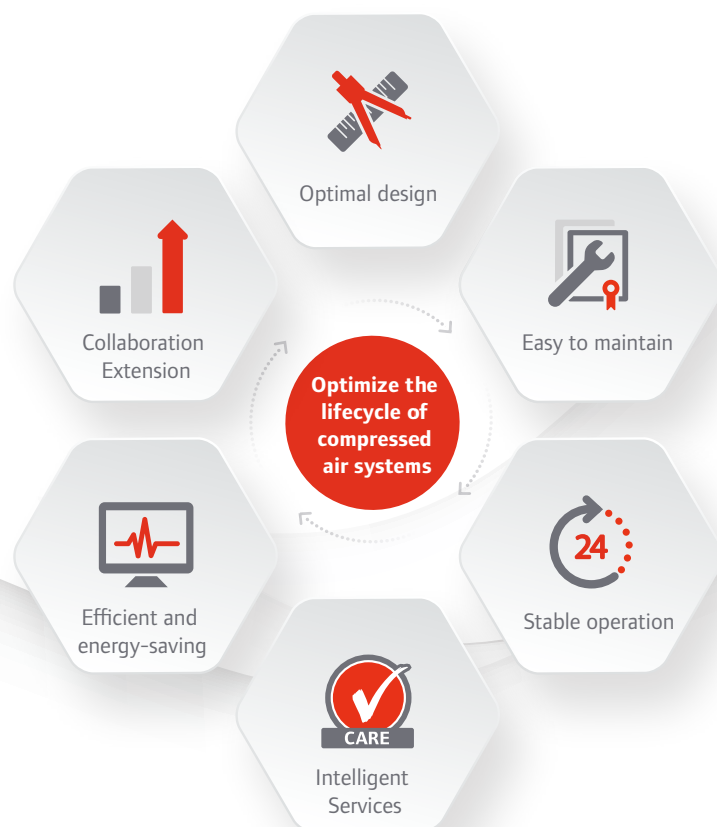 Optimal design
Collaboration
Extension
Easy to maintain
Optimize the
lifecycle of
compressed
air systems
Efficient and
energy-saving
24
Stable operation
CARE
Intelligent
Services